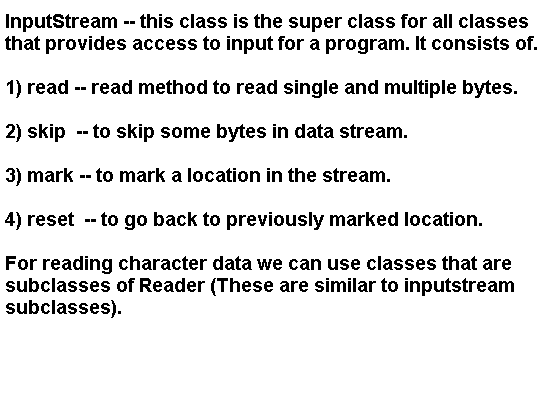 InputStream -- this class is the super class for all classes
that provides access to input for a program. It consists of.
1) read -- read method to read single and multiple bytes.
2) skip  -- to skip some bytes in data stream.
3) mark -- to mark a location in the stream.
4) reset  -- to go back to previously marked location.
For reading character data we can use classes that are
subclasses of Reader (These are similar to inputstream
subclasses).